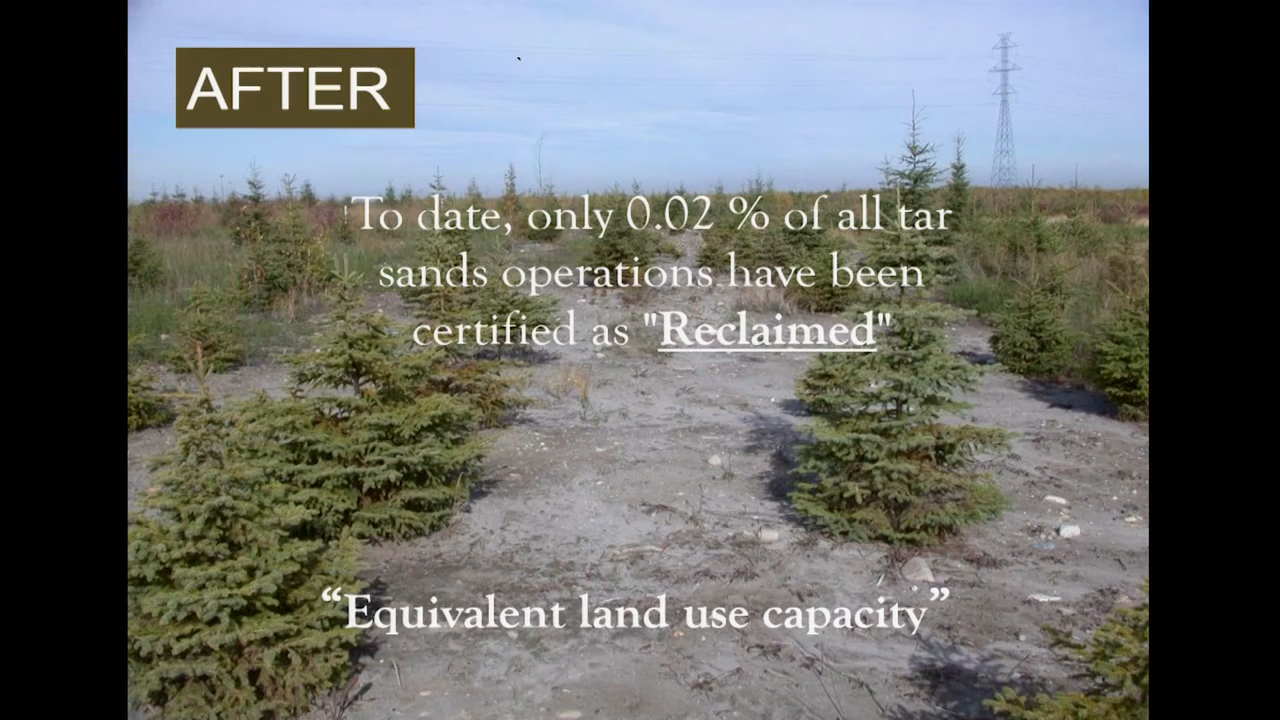 AFTER
To date, only 0.02 % of all tar
sands operations have been
certified as "Reclaimed"
“Equivalent land use capacity”